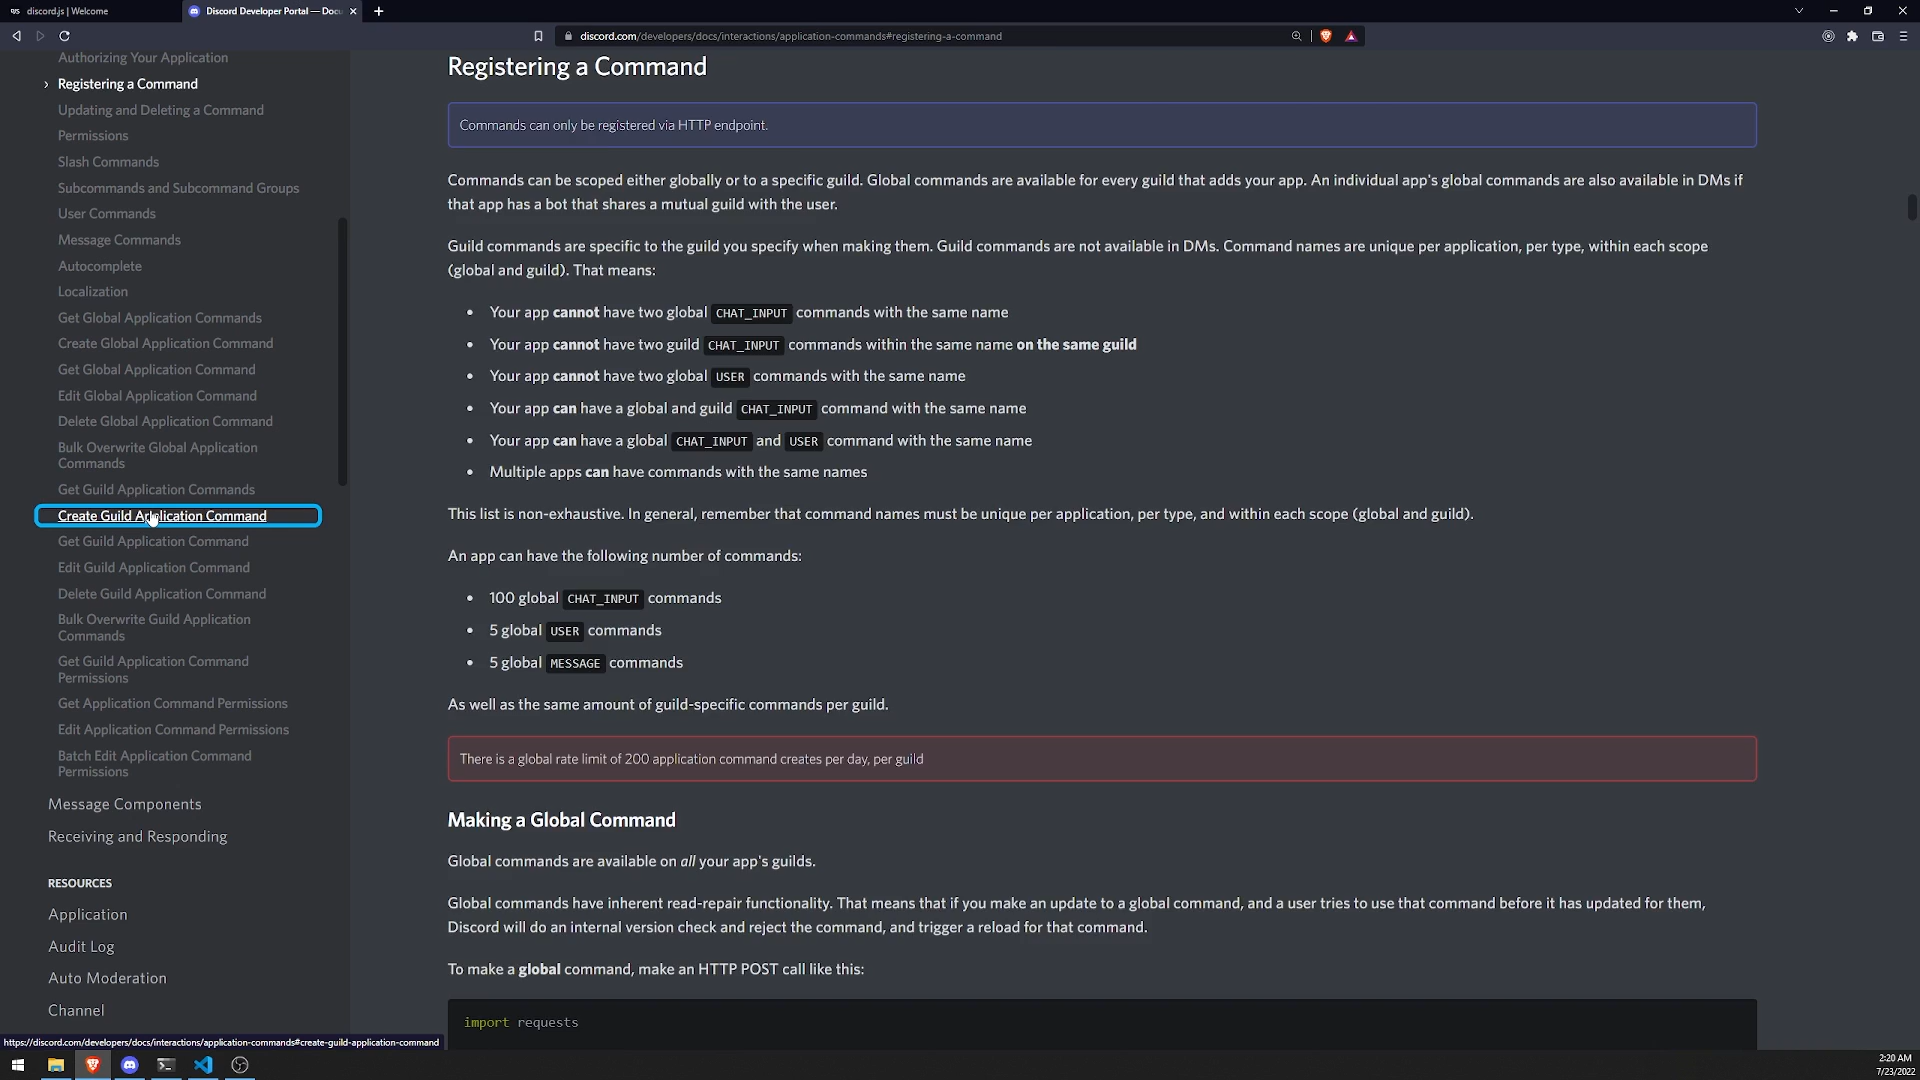 discord.js | Welcome
Discord Developer Portal — Docu
discord.com/developers/docs/interactions/application-commands#registering-a-command
Authorizing Your Application
Registering a Command
Updating and Deleting a Command
Permissions
Slash Commands
Subcommands and Subcommand Groups
User Commands
Message Commands
Autocomplete
Localization
Get Global Application Commands
Create Global Application Command
Get Global Application Command
Edit Global Application Command
Delete Global Application Command
Bulk Overwrite Global Application
Commands
Get Guild Application Commands
Create Guild Application Command
Get Guild Application Command
Edit Guild Application Command
Delete Guild Application Command
Bulk Overwrite Guild Application
Commands
Get Guild Application Command
Permissions
Get Application Command Permissions
Edit Application Command Permissions
Batch Edit Application Command
Permissions
Message Components
Receiving and Responding
RESOURCES
Application
Audit Log
Auto Moderation
Channel
Registering a Command
Commands can only be registered via HTTP endpoint.
Commands can be scoped either globally or to a specific guild. Global commands are available for every guild that adds your app. An individual app's global commands are also available in DMs if
that app has a bot that shares a mutual guild with the user.
Guild commands are specific to the guild you specify when making them. Guild commands are not available in DMs. Command names are unique per application, per type, within each scope
(global and guild). That means:
• Your app cannot have two global CHAT_INPUT commands with the same name
• Your app cannot have two guild CHAT_INPUT commands within the same name on the same guild
• Your app cannot have two global USER commands with the same name
• Your app can have a global and guild CHAT_INPUT command with the same name
• Your app can have a global CHAT_INPUT and USER command with the same name
• Multiple apps can have commands with the same names
This list is non-exhaustive. In general, remember that command names must be unique per application, per type, and within each scope (global and guild).
An app can have the following number of commands:
• 100 global CHAT_INPUT commands
• 5 global USER commands
• 5 global MESSAGE commands
As well as the same amount of guild-specific commands per guild.
There is a global rate limit of 200 application command creates per day, per guild
Making a Global Command
Global commands are available on all your app's guilds.
Global commands have inherent read-repair functionality. That means that if you make an update to a global command, and a user tries to use that command before it has updated for them,
Discord will do an internal version check and reject the command, and trigger a reload for that command.
To make a global command, make an HTTP POST call like this:
import requests
https://discord.com/developers/docs/interactions/application-commands#create-guild-application-command
2:20 AM
7/23/2022